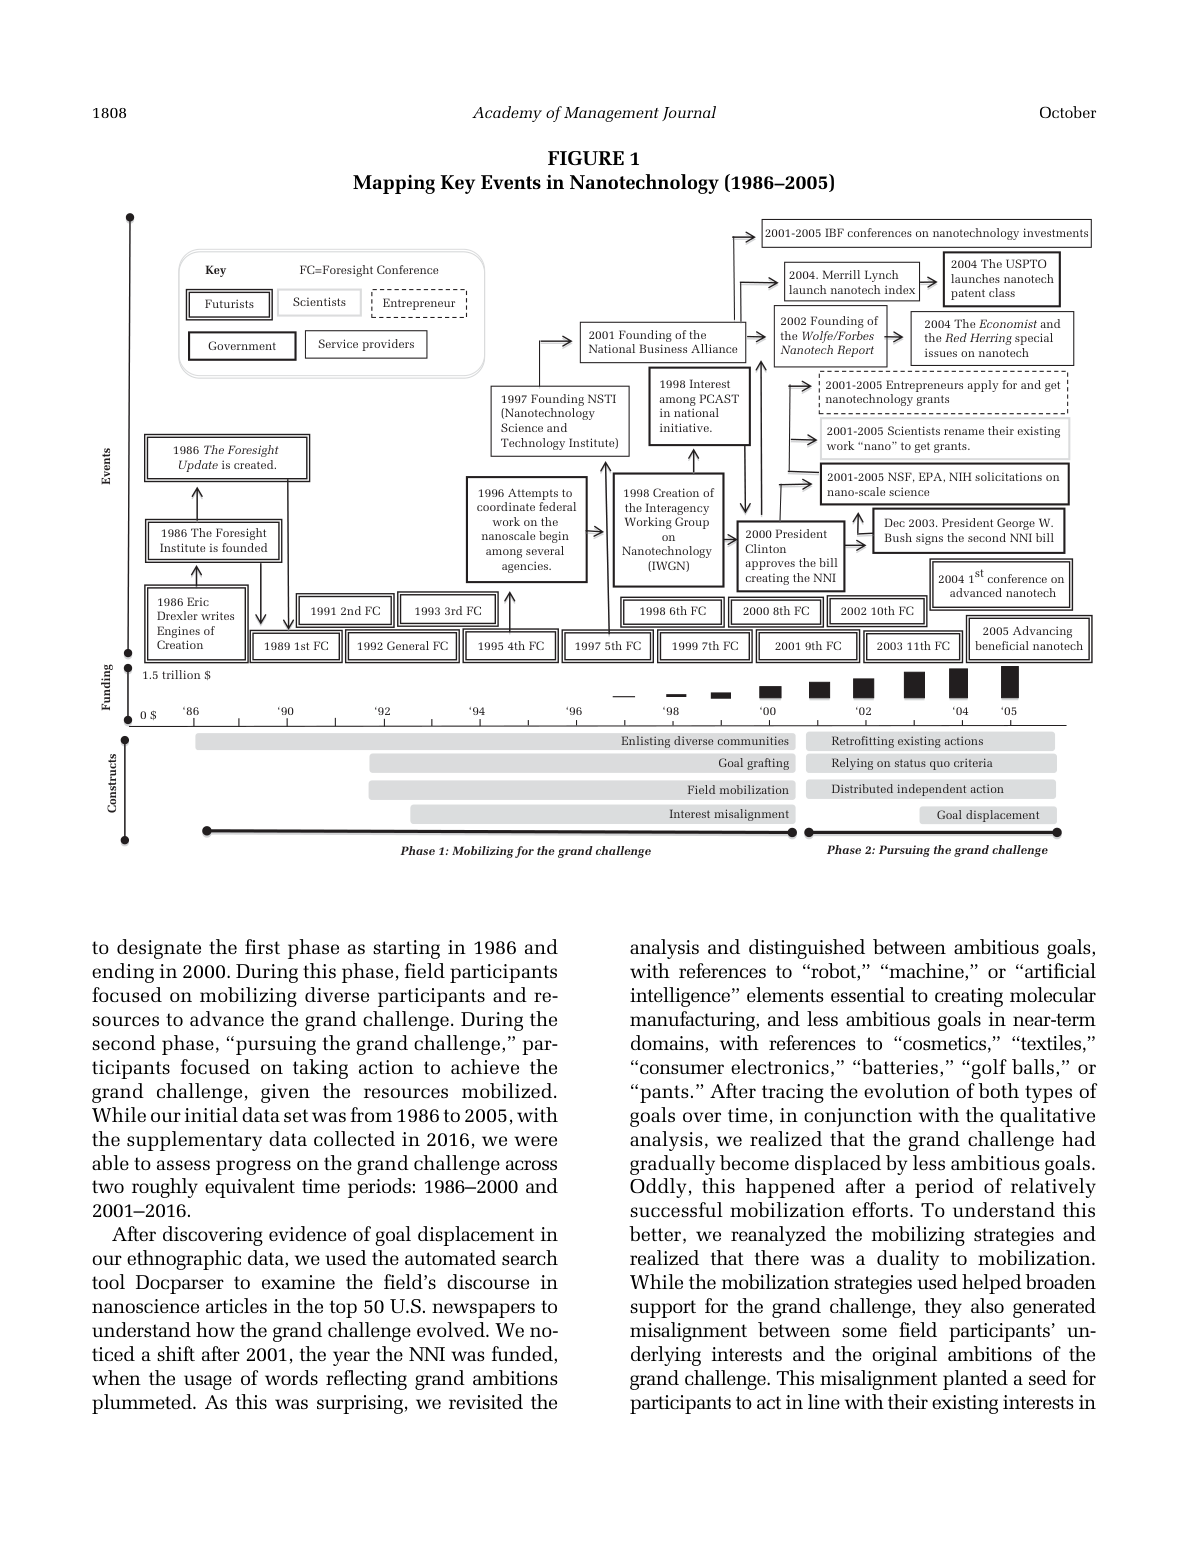 1808
Academy of Management Journal
October
FIGURE 1
Mapping Key Events in Nanotechnology (1986–2005)
Key
FC=Foresight Conference
Futurists
Scientists
Entrepreneur
Government
Service providers
Events
2001-2005 IBF conferences on nanotechnology investments
2004. Merrill Lynch
launch nanotech index
2004 The USPTO
launches nanotech
patent class
2001 Founding of the
National Business Alliance
2002 Founding of
the Wolfe/Forbes
Nanotech Report
2004 The Economist and
the Red Herring special
issues on nanotech
1997 Founding NSTI
(Nanotechnology
Science and
Technology Institute)
1998 Interest
among PCAST
in national
initiative.
2001-2005 Entrepreneurs apply for and get
nanotechnology grants
2001-2005 Scientists rename their existing
work “nano” to get grants.
2001-2005 NSF, EPA, NIH solicitations on
nano-scale science
1986 The Foresight
Update is created.
1986 The Foresight
Institute is founded
1986 Eric
Drexler writes
Engines of
Creation
1996 Attempts to
coordinate federal
work on the
nanoscale begin
among several
agencies.
1998 Creation of
the Interagency
Working Group
on
Nanotechnology
(IWGN)
2000 President
Clinton
approves the bill
creating the NNI
Dec 2003. President George W.
Bush signs the second NNI bill
2004 1st conference on
advanced nanotech
1991 2nd FC
1993 3rd FC
1998 6th FC
2000 8th FC
2002 10th FC
1989 1st FC
1992 General FC
1995 4th FC
1997 5th FC
1999 7th FC
2001 9th FC
2003 11th FC
2005 Advancing
beneficial nanotech
Funding
1.5 trillion $
0 $
‘86
‘90
‘92
‘94
‘96
‘98
‘00
‘02
‘04
‘05
Constructs
Enlisting diverse communities
Goal grafting
Field mobilization
Interest misalignment
Retrofitting existing actions
Relying on status quo criteria
Distributed independent action
Goal displacement
Phase 1: Mobilizing for the grand challenge
Phase 2: Pursuing the grand challenge
to designate the first phase as starting in 1986 and
ending in 2000. During this phase, field participants
focused on mobilizing diverse participants and re-
sources to advance the grand challenge. During the
second phase, “pursuing the grand challenge,” par-
ticipants focused on taking action to achieve the
grand challenge, given the resources mobilized.
While our initial data set was from 1986 to 2005, with
the supplementary data collected in 2016, we were
able to assess progress on the grand challenge across
two roughly equivalent time periods: 1986–2000 and
2001–2016.
After discovering evidence of goal displacement in
our ethnographic data, we used the automated search
tool Docparser to examine the field’s discourse in
nanoscience articles in the top 50 U.S. newspapers to
understand how the grand challenge evolved. We no-
ticed a shift after 2001, the year the NNI was funded,
when the usage of words reflecting grand ambitions
plummeted. As this was surprising, we revisited the
analysis and distinguished between ambitious goals,
with references to “robot,” “machine,” or “artificial
intelligence” elements essential to creating molecular
manufacturing, and less ambitious goals in near-term
domains, with references to “cosmetics,” “textiles,”
“consumer electronics,” “batteries,” “golf balls,” or
“pants.” After tracing the evolution of both types of
goals over time, in conjunction with the qualitative
analysis, we realized that the grand challenge had
gradually become displaced by less ambitious goals.
Oddly, this happened after a period of relatively
successful mobilization efforts. To understand this
better, we reanalyzed the mobilizing strategies and
realized that there was a duality to mobilization.
While the mobilization strategies used helped broaden
support for the grand challenge, they also generated
misalignment between some field participants’ un-
derlying interests and the original ambitions of the
grand challenge. This misalignment planted a seed for
participants to act in line with their existing interests in